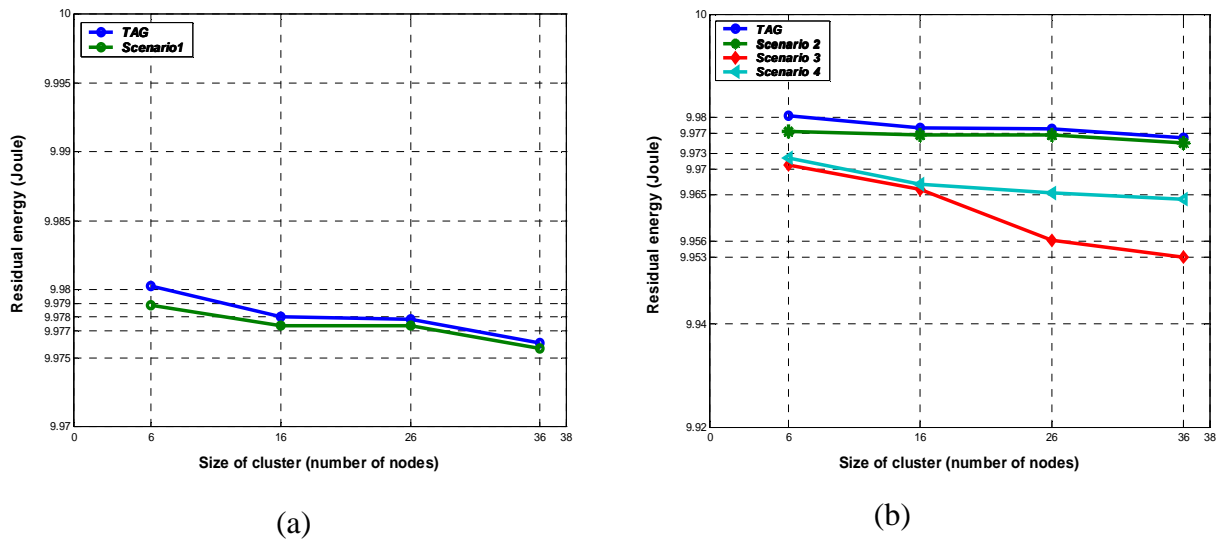 TAG
Scenario1
10
9.995
9.99
9.985
9.98
9.979
9.978
9.977
9.975
9.97
0
6
16
26
36
38
Residual energy (Joule)
Size of cluster (number of nodes)
(a)
TAG
Scenario 2
Scenario 3
Scenario 4
10
9.98
9.977
9.973
9.97
9.965
9.956
9.953
9.94
9.92
0
6
16
26
36
38
Residual energy (Joule)
Size of cluster (number of nodes)
(b)